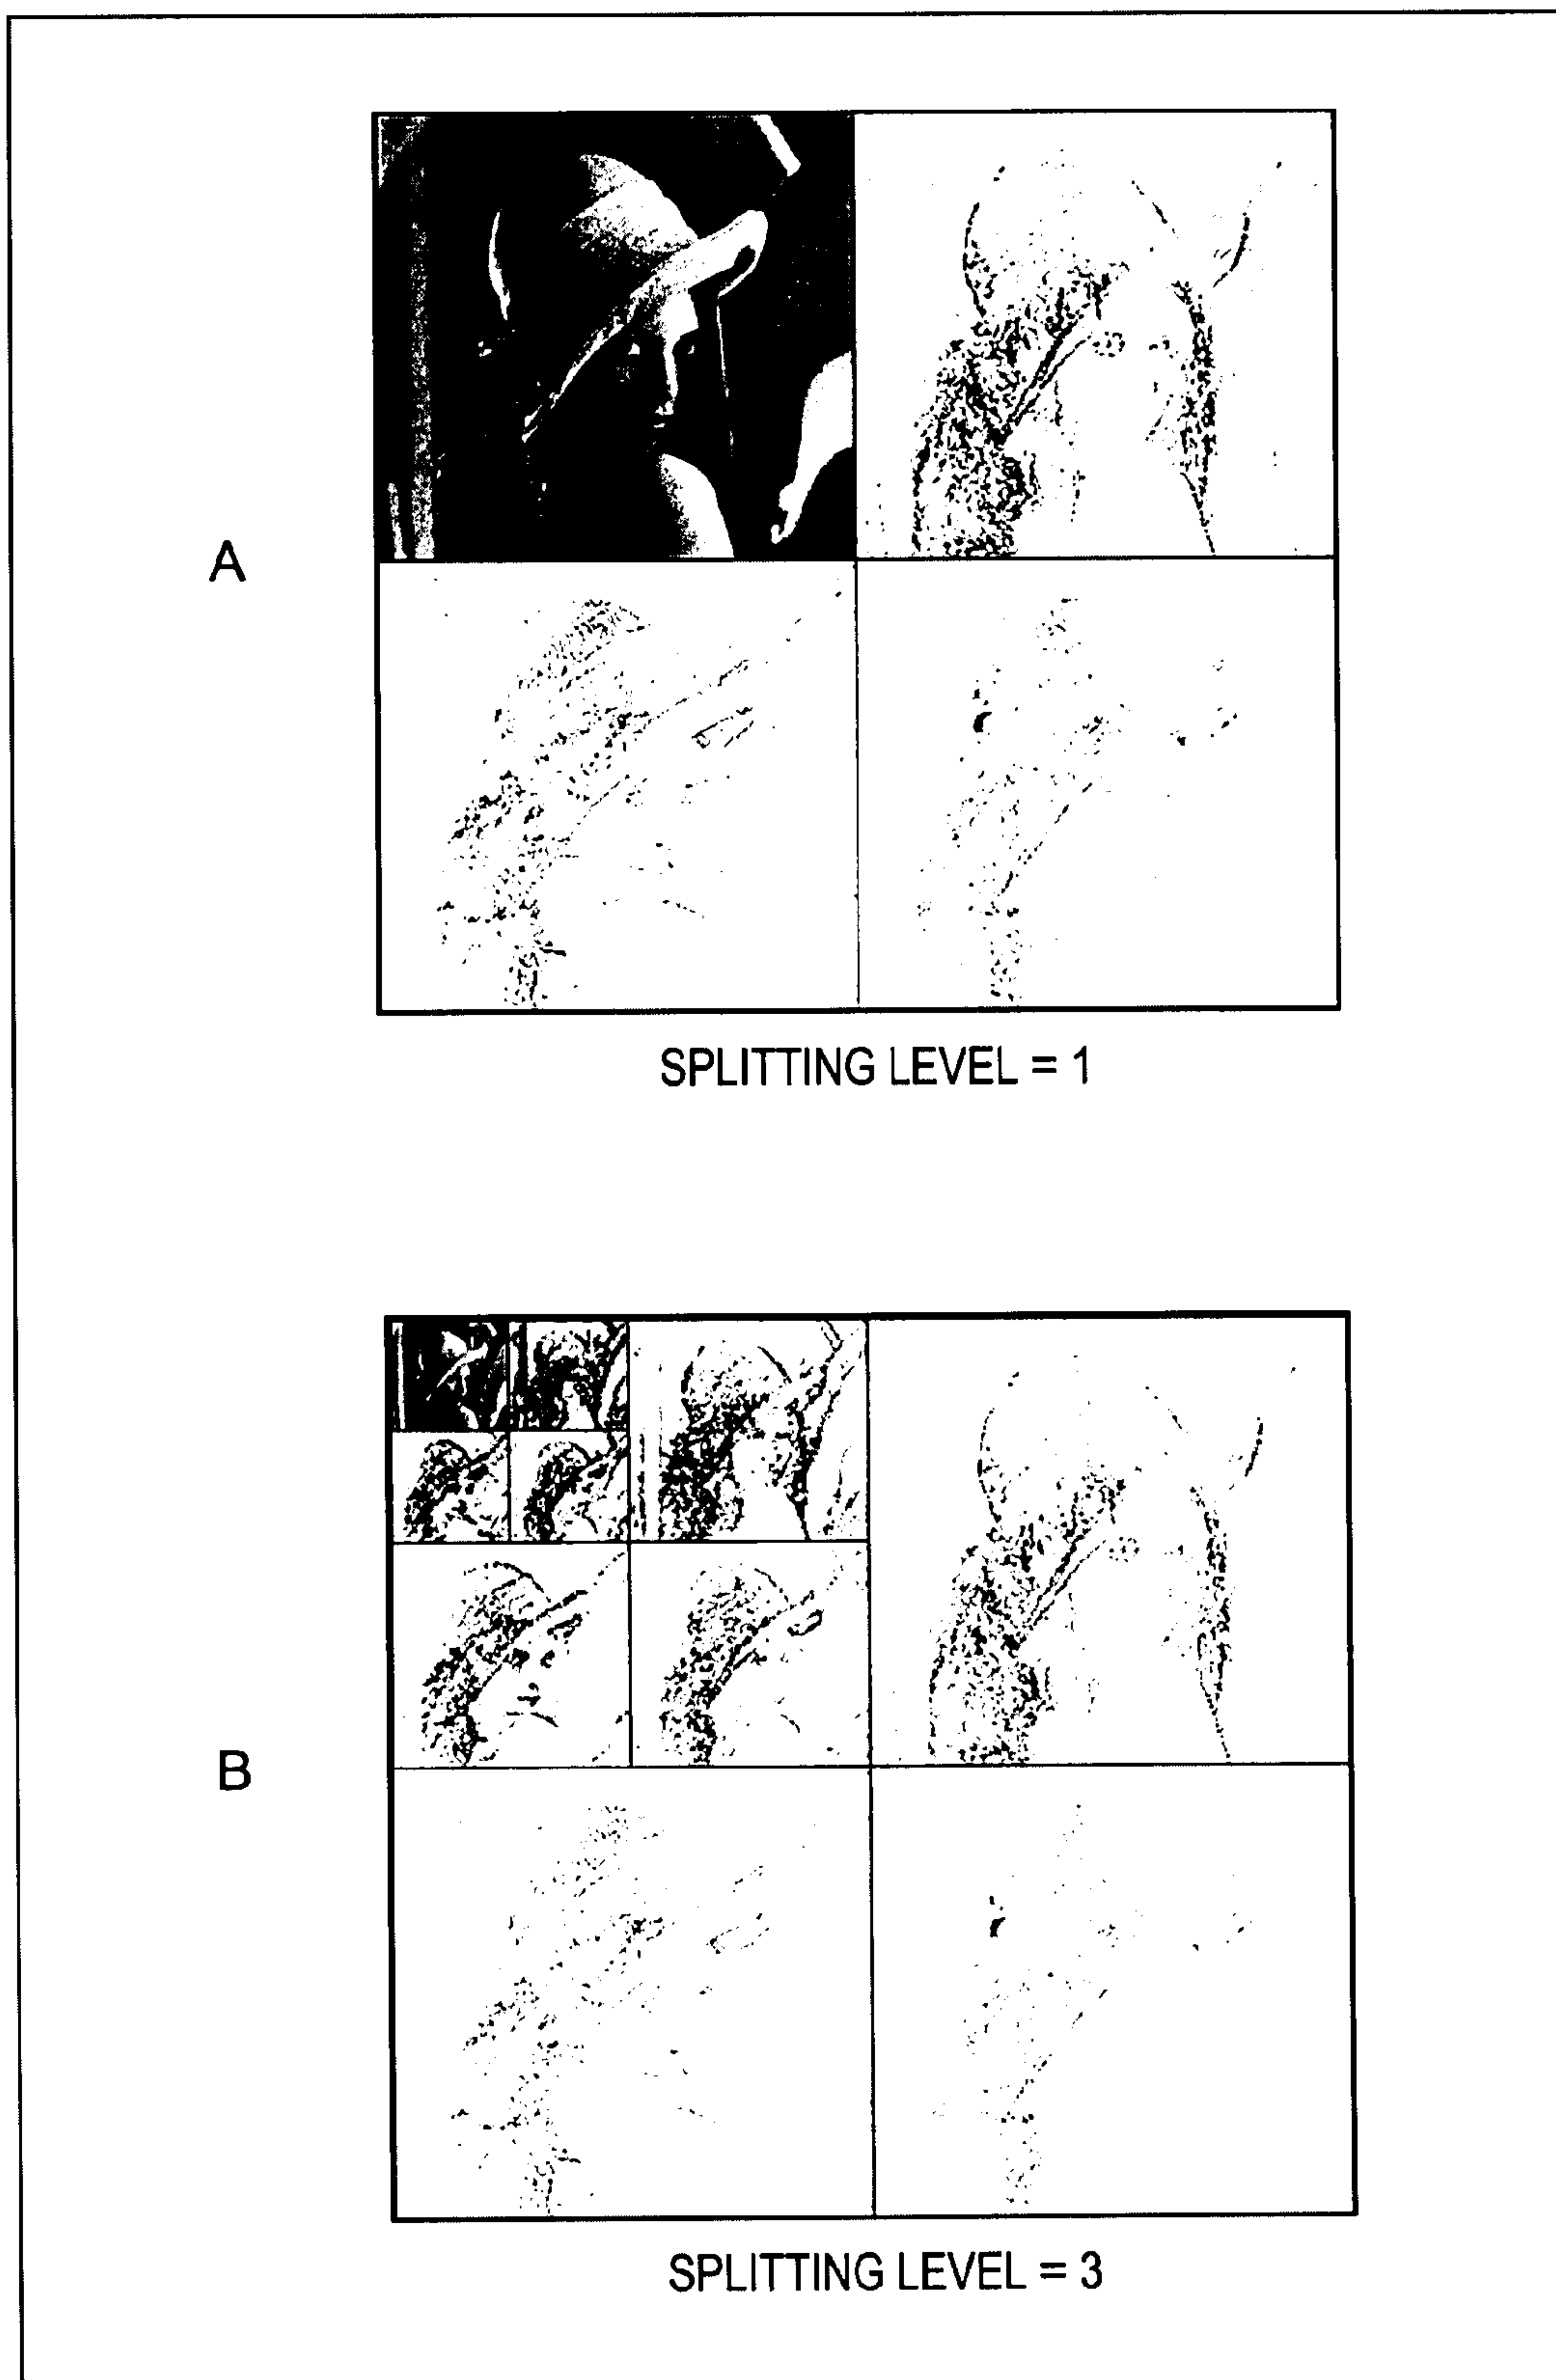 A
SPLITTING LEVEL = 1
B
SPLITTING LEVEL = 3